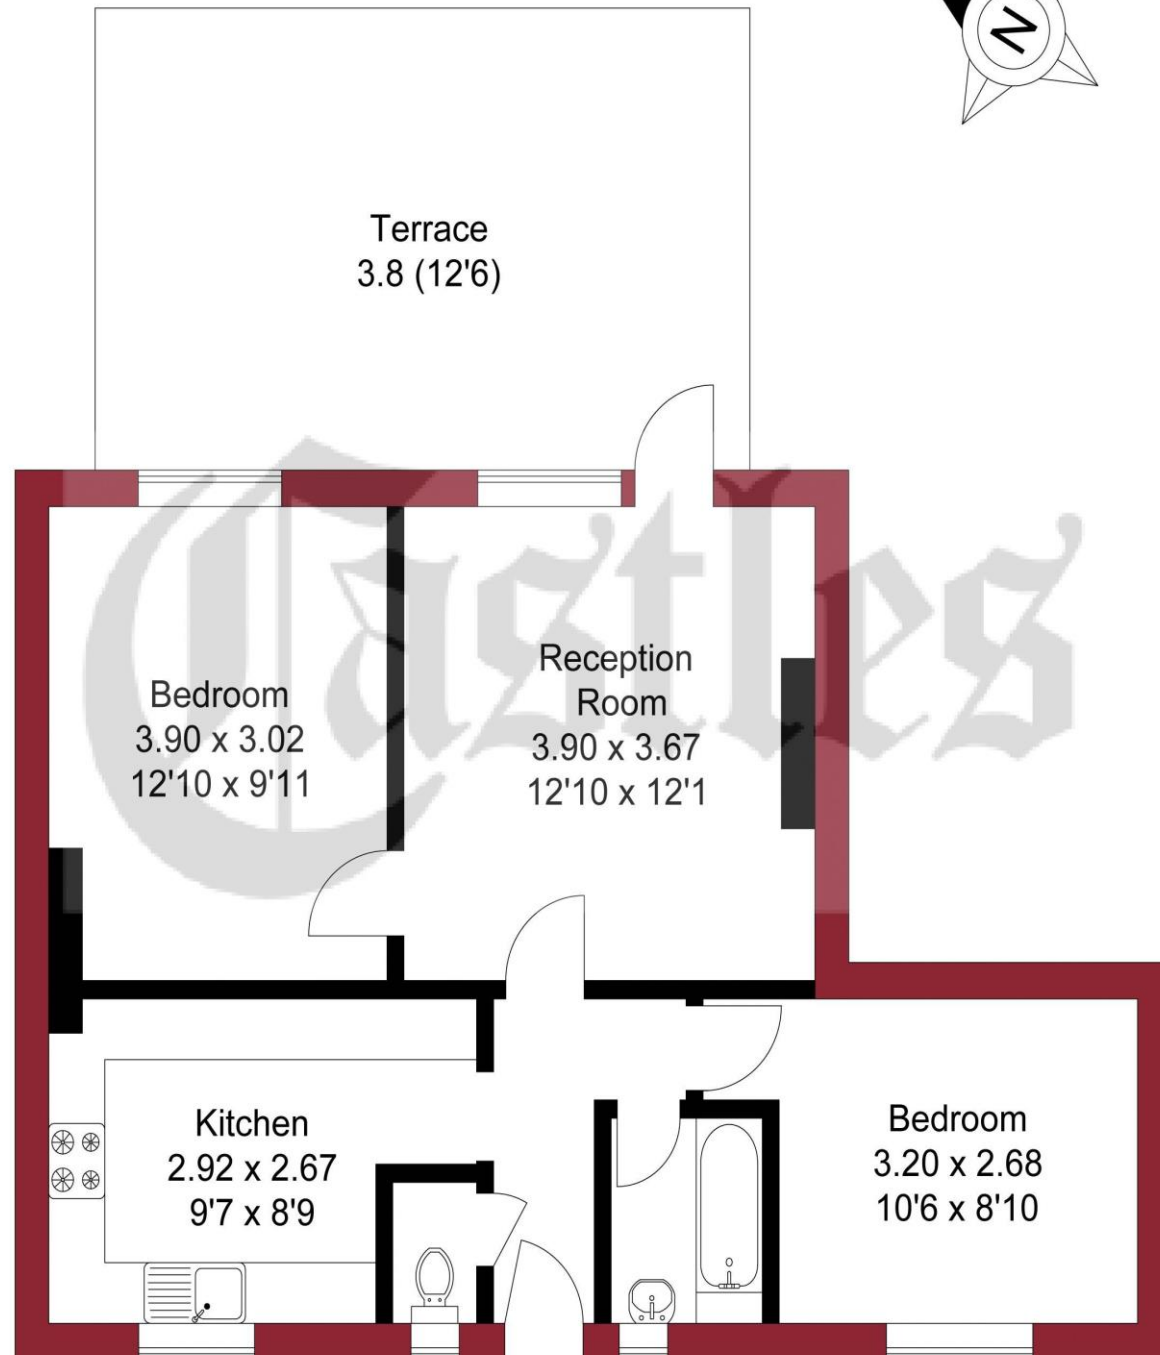 N
Terrace
3.8 (12'6)
Castles
Bedroom
3.90 x 3.02
12'10 x 9'11
Reception
Room
3.90 x 3.67
12'10 x 12'1
Kitchen
2.92 x 2.67
9'7 x 8'9
Bedroom
3.20 x 2.68
10'6 x 8'10